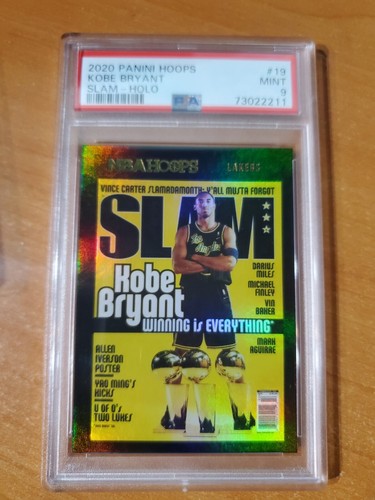 2020 PANINI HOOPS #19
KOBE BRYANT MINT
SLAM - HOLO 9
PSA 73022211
NBA HOOPS LAKERS
VINCE CARTER SLAMADAMONTH: Y'ALL MUSTA FORGOT
SLAM
Kobe
Bryant
WINNING is EVERYTHING*
DARIUS
MILES
MICHAEL
FINLEY
VIN
BAKER
MARK
AGUIRRE
ALLEN
IVERSON
POSTER
YAO MING'S
KICKS
U OF O'S
TWO LUKES